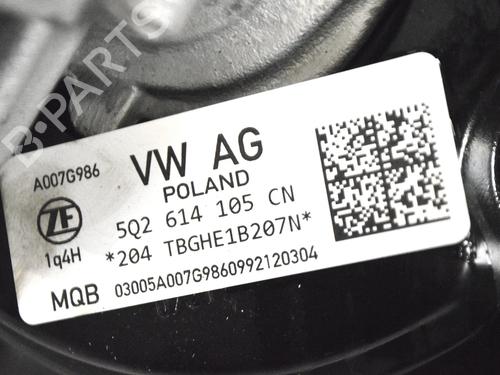 B-PARTS
A007G986
VW AG
POLAND
ZF
5Q2 614 105 CN
1q4H
*204 TBGHE1B207N*
MQB
03005A007G9860992120304